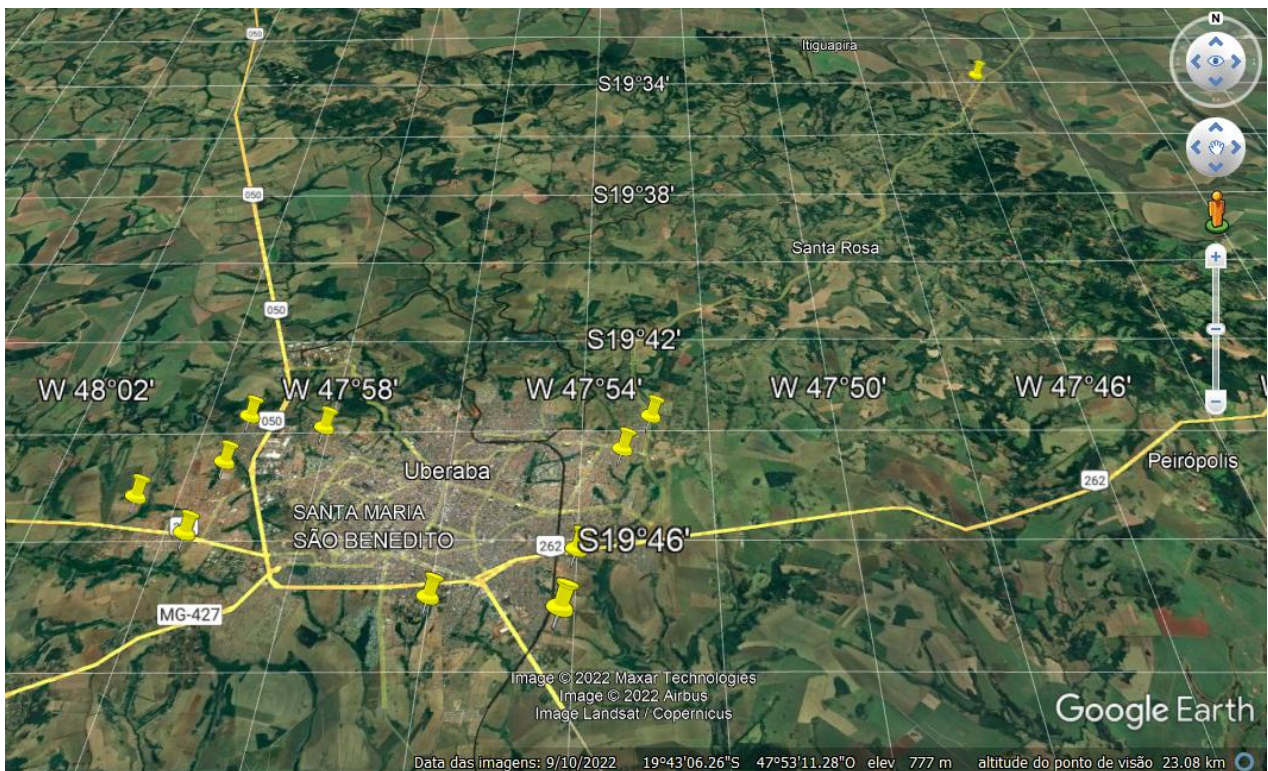 050
N
Itiguapira
S19°34'
050
S19°38'
Santa Rosa
050
S19°42'
W 48°02' W 47°58' W 47°54' W 47°50' W 47°46' W
050
Uberaba
Peirópolis
262
SANTA MARIA
SÃO BENEDITO
262
S19°46'
MG-427
Image © 2022 Maxar Technologies
Image © 2022 Airbus
Image Landsat / Copernicus
Google Earth
Data das imagens: 9/10/2022 19°43'06.26"S 47°53'11.28"O elev 777 m altitude do ponto de visão 23.08 km